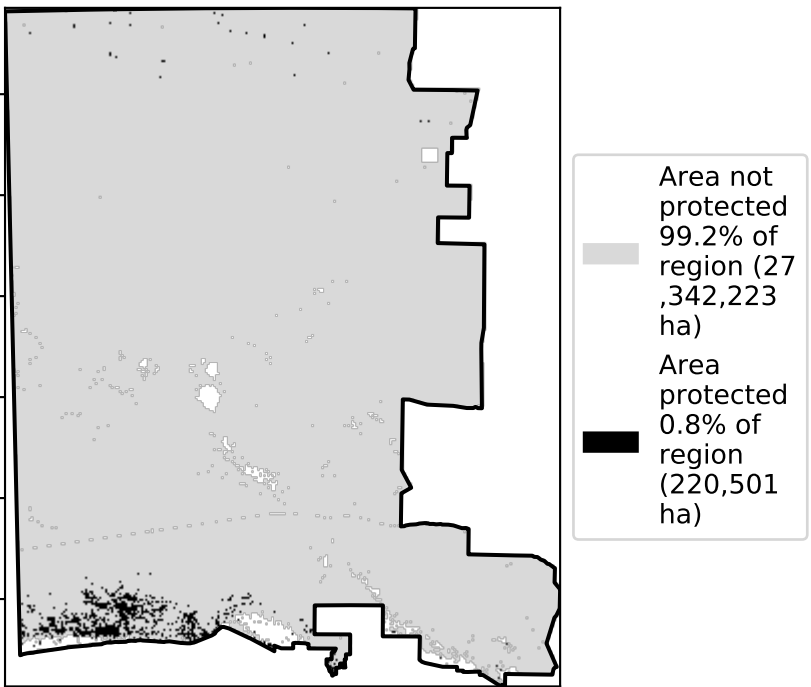 Area not
protected
99.2% of
region (27
,342,223
ha)
Area
protected
0.8% of
region
(220,501
ha)